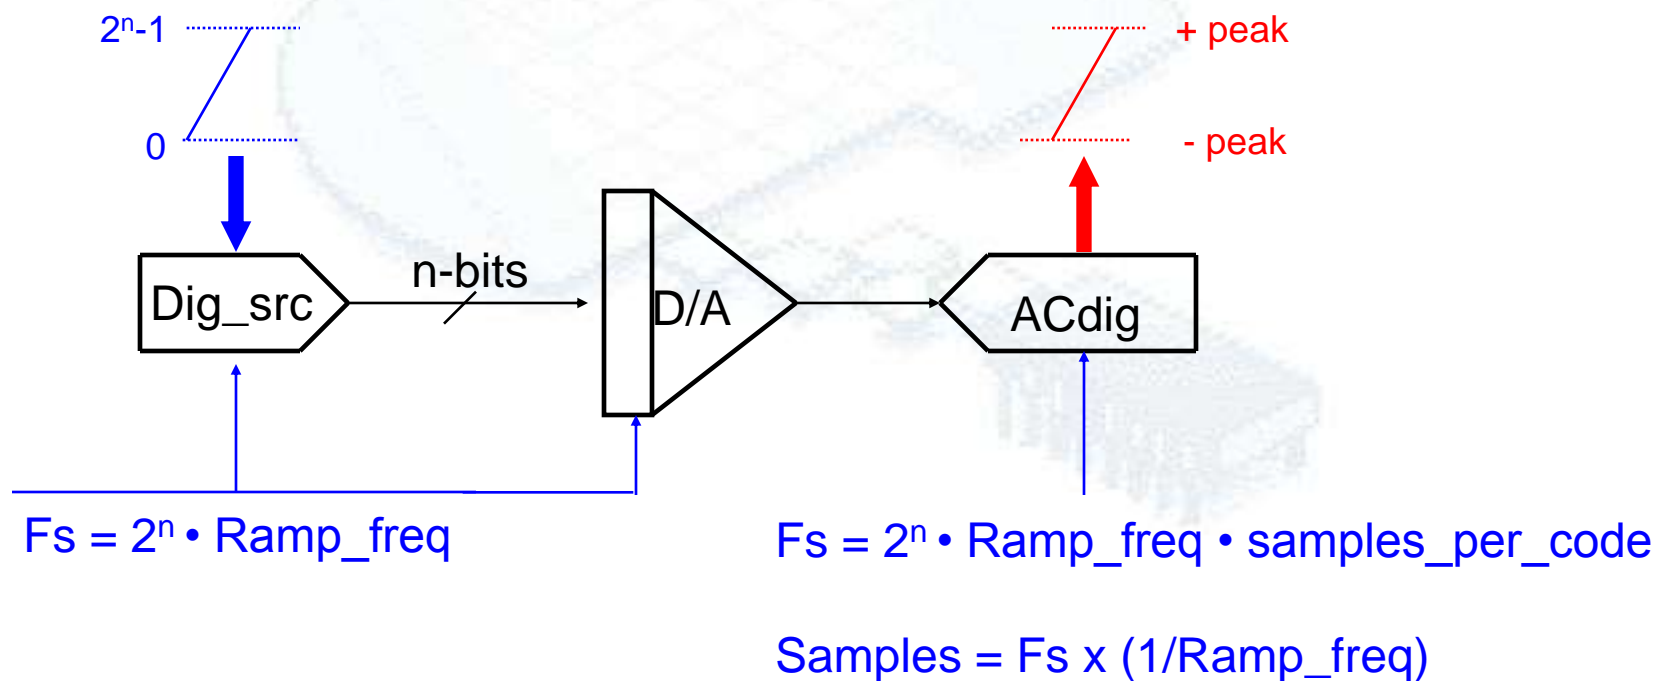 2ⁿ-1
0
+ peak
- peak
n-bits
Dig_src
D/A
ACdig
Fs = 2ⁿ • Ramp_freq
Fs = 2ⁿ • Ramp_freq • samples_per_code
Samples = Fs x (1/Ramp_freq)